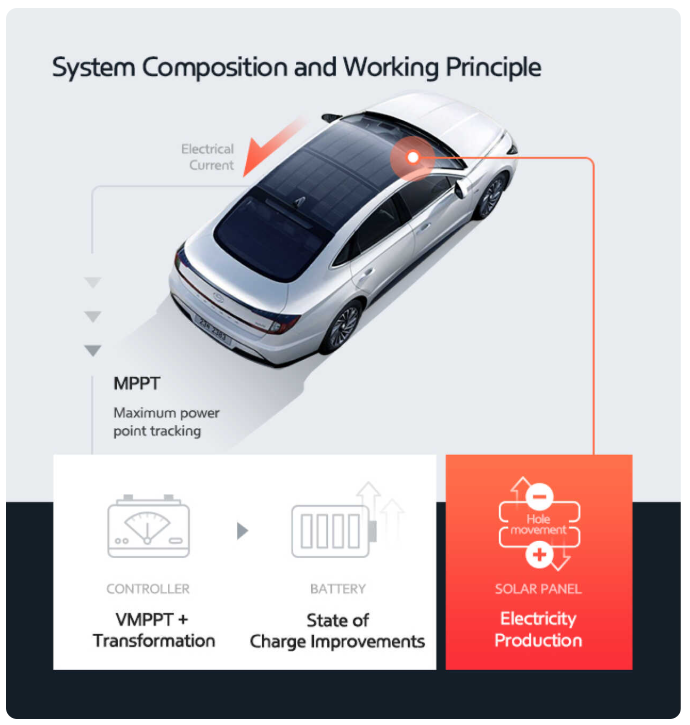 System Composition and Working Principle
Electrical
Current
MPPT
Maximum power
point tracking
Hole
movement
CONTROLLER
BATTERY
SOLAR PANEL
VMPPT +
Transformation
State of
Charge Improvements
Electricity
Production